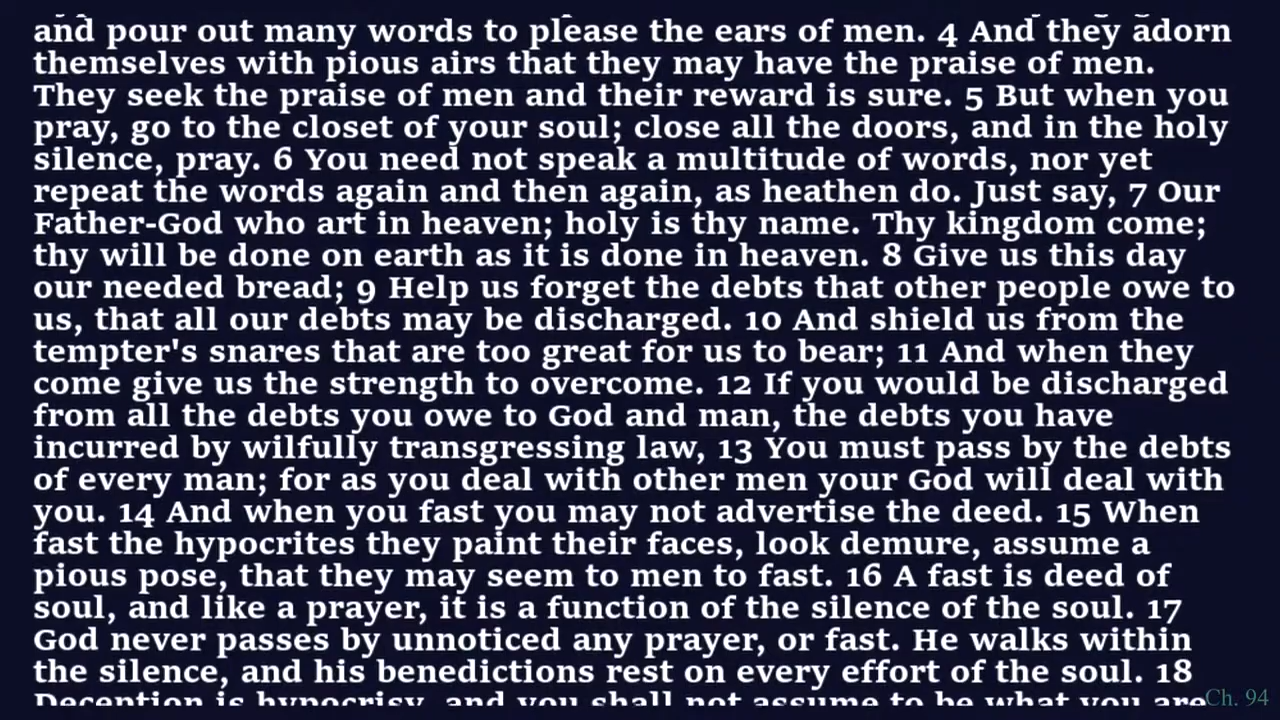 and pour out many words to please the ears of men. 4 And they adorn
themselves with pious airs that they may have the praise of men.
They seek the praise of men and their reward is sure. 5 But when you
pray, go to the closet of your soul; close all the doors, and in the holy
silence, pray. 6 You need not speak a multitude of words, nor yet
repeat the words again and then again, as heathen do. Just say, 7 Our
Father-God who art in heaven; holy is thy name. Thy kingdom come;
thy will be done on earth as it is done in heaven. 8 Give us this day
our needed bread; 9 Help us forget the debts that other people owe to
us, that all our debts may be discharged. 10 And shield us from the
tempter's snares that are too great for us to bear; 11 And when they
come give us the strength to overcome. 12 If you would be discharged
from all the debts you owe to God and man, the debts you have
incurred by wilfully transgressing law, 13 You must pass by the debts
of every man; for as you deal with other men your God will deal with
you. 14 And when you fast you may not advertise the deed. 15 When
fast the hypocrites they paint their faces, look demure, assume a
pious pose, that they may seem to men to fast. 16 A fast is deed of
soul, and like a prayer, it is a function of the silence of the soul. 17
God never passes by unnoticed any prayer, or fast. He walks within
the silence, and his benedictions rest on every effort of the soul. 18
Deception is hypocrisy, and you shall not assume to be what you are
Ch. 94